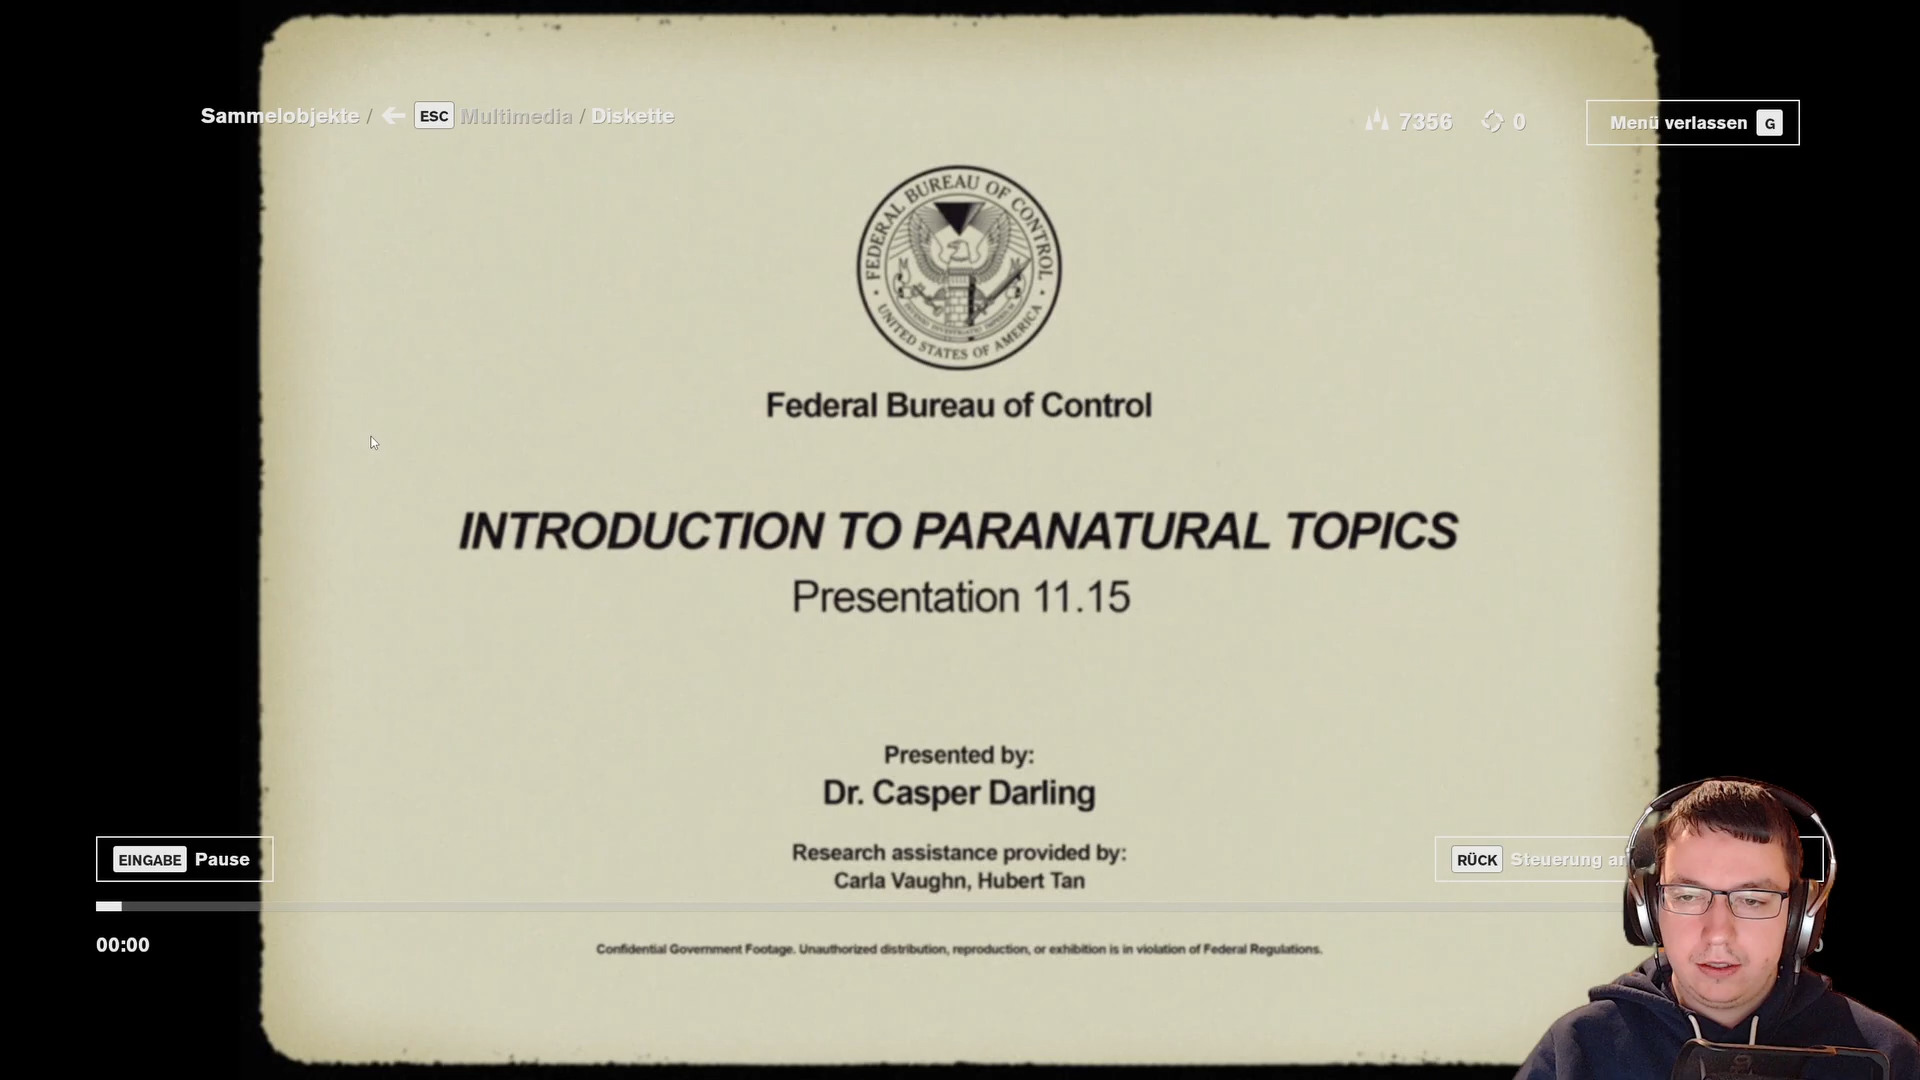 Sammelobjekte / ESC Multimedia / Diskette
7356 0
Menü verlassen G
FEDERAL BUREAU OF CONTROL
UNITED STATES OF AMERICA
Federal Bureau of Control
INTRODUCTION TO PARANATURAL TOPICS
Presentation 11.15
Presented by:
Dr. Casper Darling
Research assistance provided by:
Carla Vaughn, Hubert Tan
EINGABE Pause
RÜCK Steuerung
00:00
Confidential Government Footage. Unauthorized distribution, reproduction, or exhibition is in violation of Federal Regulations.